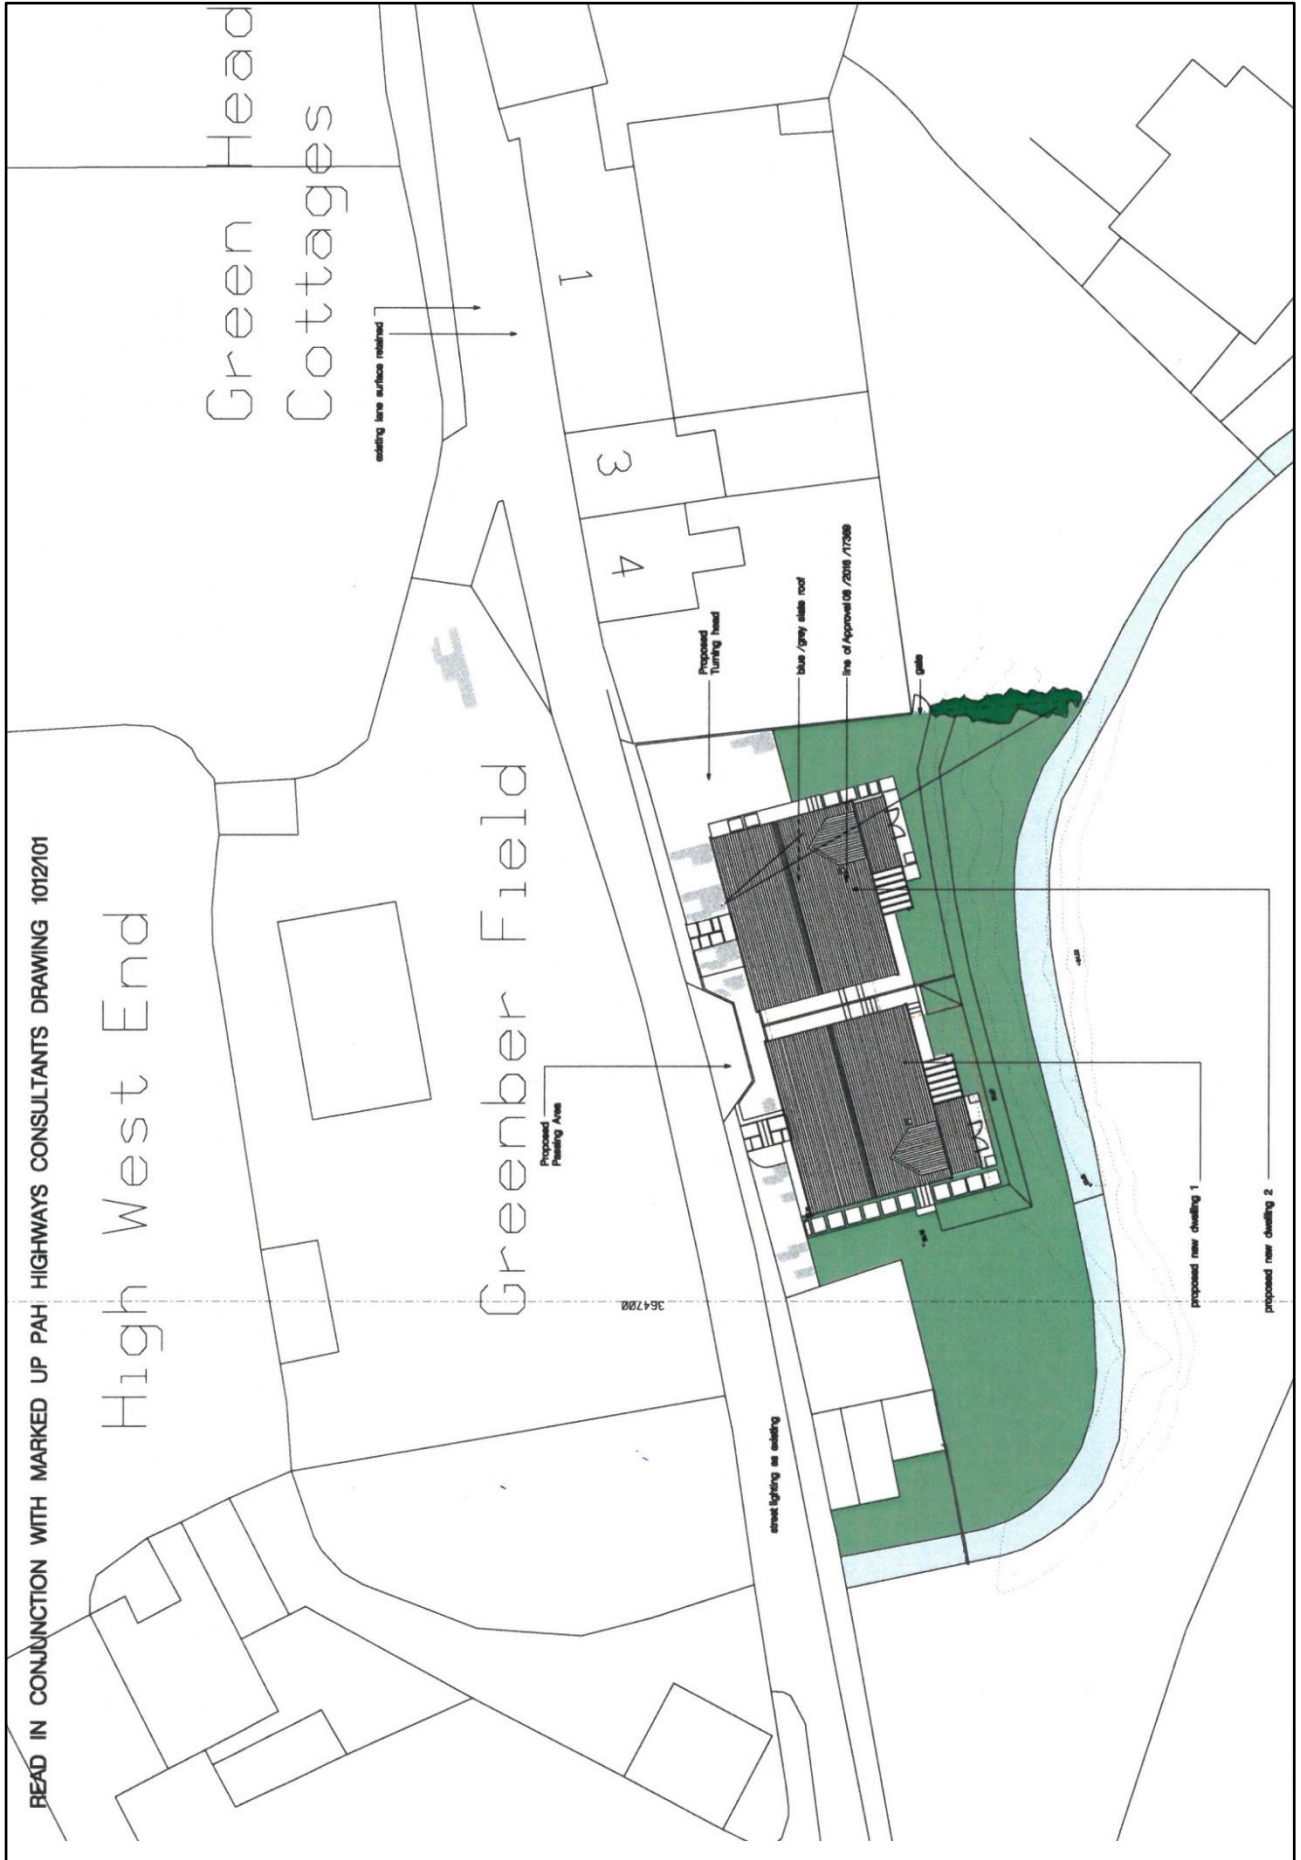 READ IN CONJUNCTION WITH MARKED UP PAH HIGHWAYS CONSULTANTS DRAWING 1012/101
Green Head
Cottages
High West End
Greenber Field
existing lane surface retained
1
3
4
Proposed
Turning head
blue /grey slate roof
line of Approval 08 /2016 /17369
gate
Proposed
Passing Area
364700
street lighting as existing
proposed new dwelling 1
proposed new dwelling 2